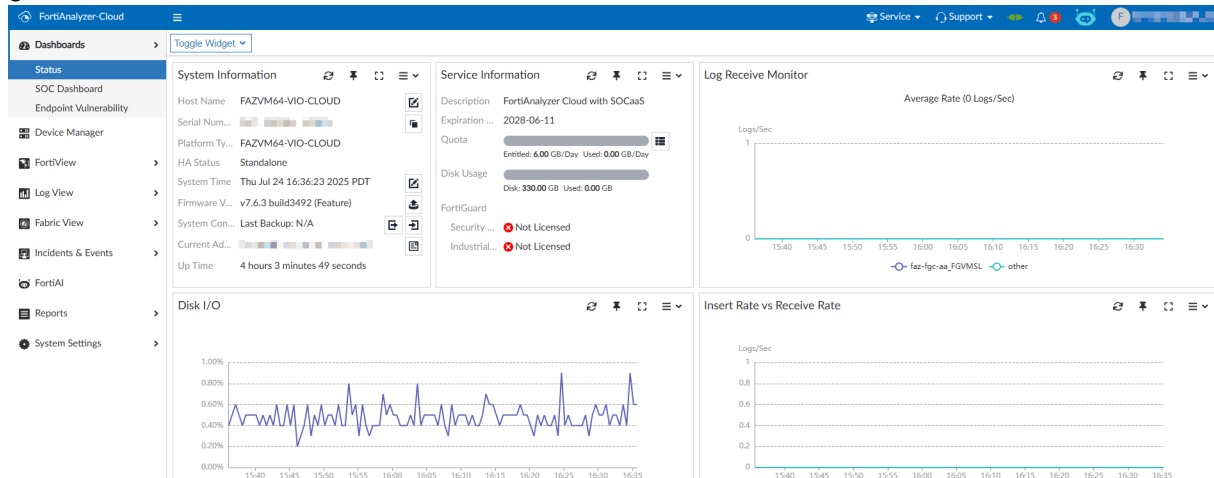 FortiAnalyzer-Cloud
Service
Support
3
F
Dashboards
Status
SOC Dashboard
Endpoint Vulnerability
Device Manager
FortiView
Log View
Fabric View
Incidents & Events
FortiAI
Reports
System Settings
Toggle Widget
System Information
Host Name FAZVM64-VIO-CLOUD
Serial Num...
Platform Ty... FAZVM64-VIO-CLOUD
HA Status Standalone
System Time Thu Jul 24 16:36:23 2025 PDT
Firmware V... v7.6.3 build3492 (Feature)
System Con... Last Backup: N/A
Current Ad...
Up Time 4 hours 3 minutes 49 seconds
Service Information
Description FortiAnalyzer Cloud with SOCaaS
Expiration ... 2028-06-11
Quota
Entitled: 6.00 GB/Day Used: 0.00 GB/Day
Disk Usage
Disk: 330.00 GB Used: 0.00 GB
FortiGuard
Security ... Not Licensed
Industrial... Not Licensed
Log Receive Monitor
Average Rate (0 Logs/Sec)
Logs/Sec
1
0
15:40 15:45 15:50 15:55 16:00 16:05 16:10 16:15 16:20 16:25 16:30
faz-fgc-aa_FGVMSL other
Disk I/O
1.00%
0.80%
0.60%
0.40%
0.20%
0.00%
15:40 15:45 15:50 15:55 16:00 16:05 16:10 16:15 16:20 16:25 16:30 16:35
Insert Rate vs Receive Rate
Logs/Sec
1
0.8
0.6
0.4
0.2
0
15:40 15:45 15:50 15:55 16:00 16:05 16:10 16:15 16:20 16:25 16:30 16:35